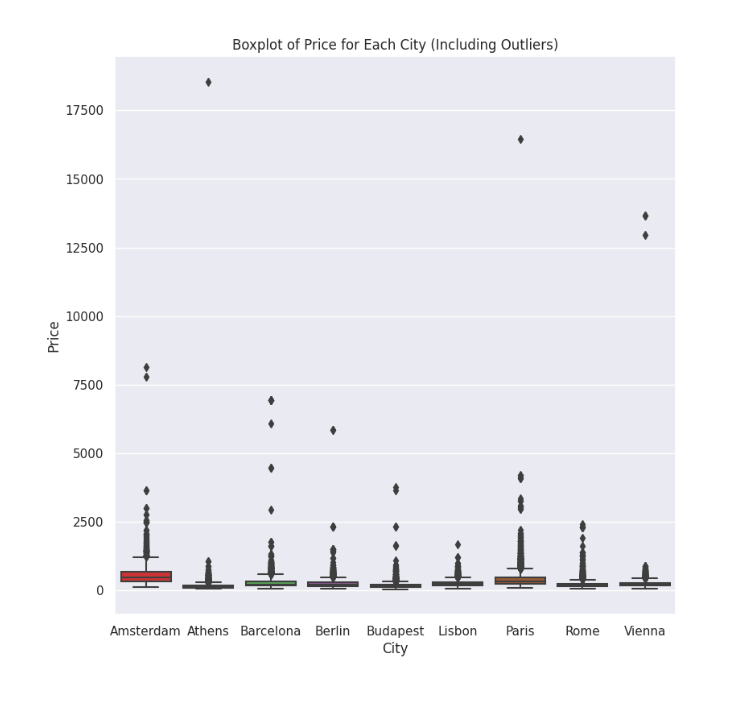 Boxplot of Price for Each City (Including Outliers)
17500
15000
12500
10000
7500
5000
2500
0
Price
Amsterdam Athens Barcelona Berlin Budapest Lisbon Paris Rome Vienna
City